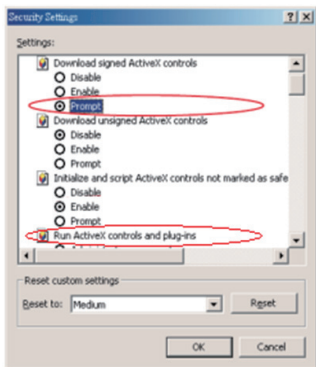 Security Settings
Settings:
Download signed ActiveX controls
Disable
Enable
Prompt
Download unsigned ActiveX controls
Disable
Enable
Prompt
Initialize and script ActiveX controls not marked as safe
Disable
Enable
Prompt
Run ActiveX controls and plug-ins
Reset custom settings
Reset to: Medium Reset
OK Cancel